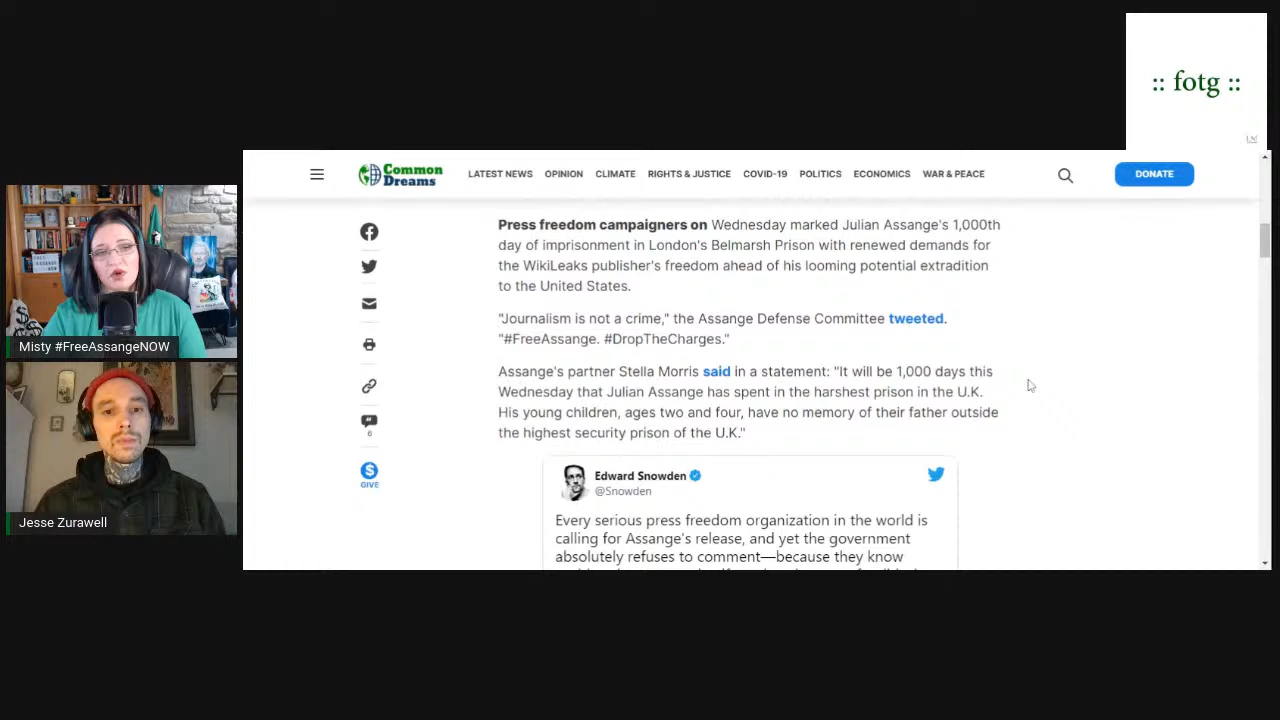 :: fotg ::
Common Dreams
LATEST NEWS OPINION CLIMATE RIGHTS & JUSTICE COVID-19 POLITICS ECONOMICS WAR & PEACE
DONATE
Press freedom campaigners on Wednesday marked Julian Assange's 1,000th
day of imprisonment in London's Belmarsh Prison with renewed demands for
the WikiLeaks publisher's freedom ahead of his looming potential extradition
to the United States.
"Journalism is not a crime," the Assange Defense Committee tweeted.
"#FreeAssange. #DropTheCharges."
Assange's partner Stella Morris said in a statement: "It will be 1,000 days this
Wednesday that Julian Assange has spent in the harshest prison in the U.K.
His young children, ages two and four, have no memory of their father outside
the highest security prison of the U.K."
6
GIVE
Edward Snowden
@Snowden
Every serious press freedom organization in the world is
calling for Assange's release, and yet the government
absolutely refuses to comment—because they know
Misty #FreeAssangeNOW
Jesse Zurawell